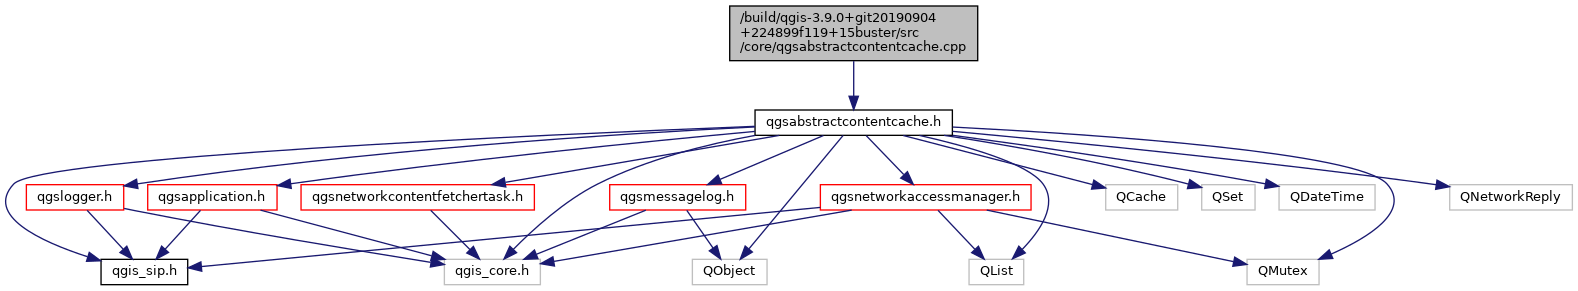 /build/qgis-3.9.0+git20190904
+224899f119+15buster/src
/core/qgsabstractcontentcache.cpp
qgsabstractcontentcache.h
qgslogger.h
qgsapplication.h
qgsnetworkcontentfetchertask.h
qgsmessagelog.h
qgsnetworkaccessmanager.h
QCache
QSet
QDateTime
QNetworkReply
qgis_sip.h
qgis_core.h
QObject
QList
QMutex